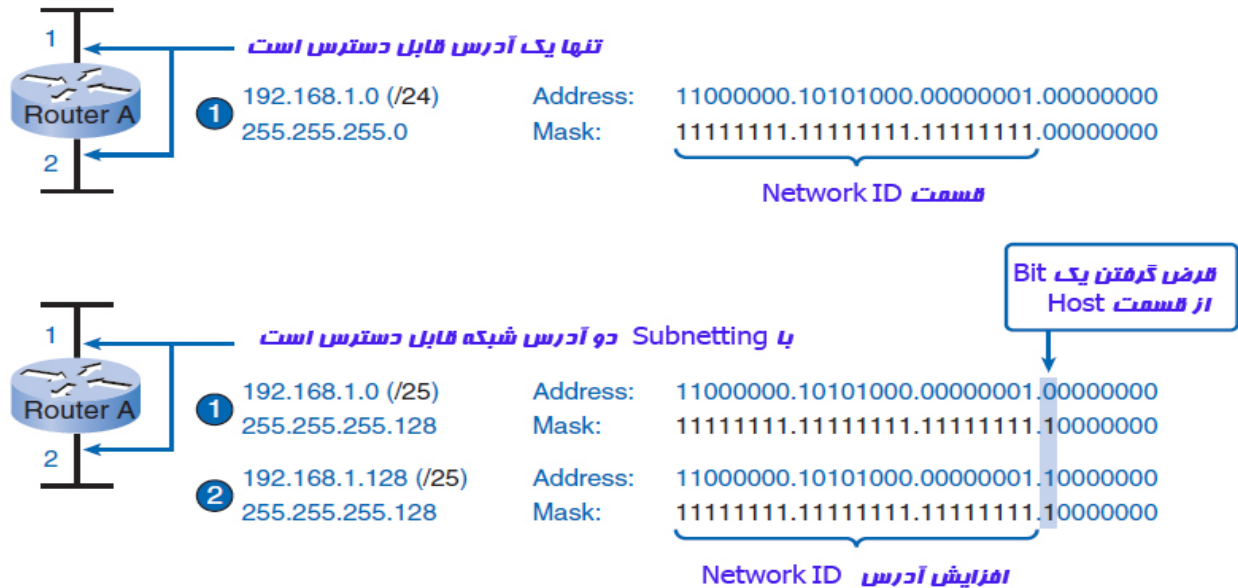 1
Router A
2
تنها یک آدرس قابل دسترس است
1 192.168.1.0 (/24) Address: 11000000.10101000.00000001.00000000
255.255.255.0 Mask: 11111111.11111111.11111111.00000000
قسمت Network ID
قرض گرفتن یک Bit
از قسمت Host
1
Router A
2
با Subnetting دو آدرس شبکه قابل دسترس است
1 192.168.1.0 (/25) Address: 11000000.10101000.00000001.00000000
255.255.255.128 Mask: 11111111.11111111.11111111.10000000
2 192.168.1.128 (/25) Address: 11000000.10101000.00000001.10000000
255.255.255.128 Mask: 11111111.11111111.11111111.10000000
افزایش آدرس Network ID